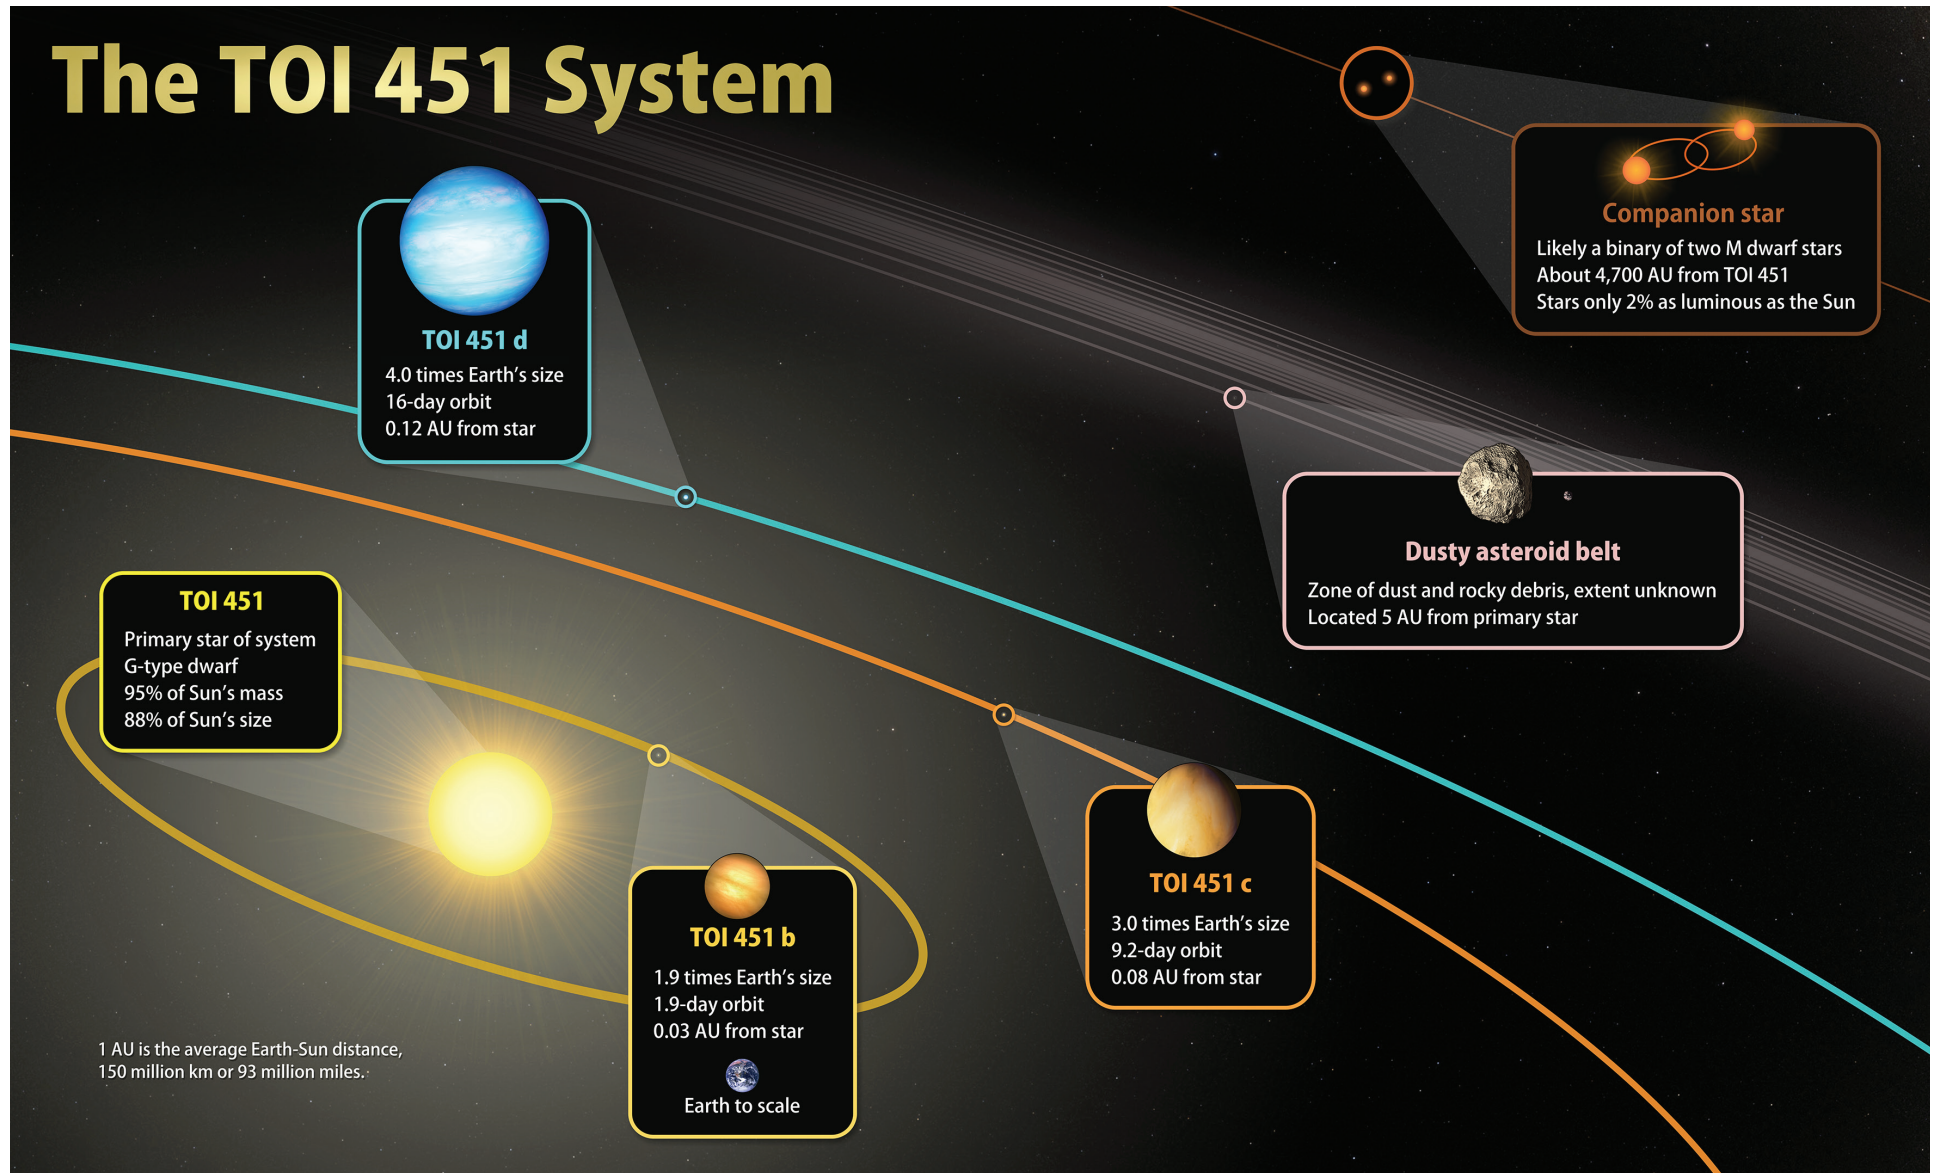 The TOI 451 System
Companion star
Likely a binary of two M dwarf stars
About 4,700 AU from TOI 451
Stars only 2% as luminous as the Sun
TOI 451 d
4.0 times Earth’s size
16-day orbit
0.12 AU from star
Dusty asteroid belt
Zone of dust and rocky debris, extent unknown
Located 5 AU from primary star
TOI 451
Primary star of system
G-type dwarf
95% of Sun’s mass
88% of Sun’s size
TOI 451 c
3.0 times Earth’s size
9.2-day orbit
0.08 AU from star
TOI 451 b
1.9 times Earth’s size
1.9-day orbit
0.03 AU from star
Earth to scale
1 AU is the average Earth-Sun distance,
150 million km or 93 million miles.